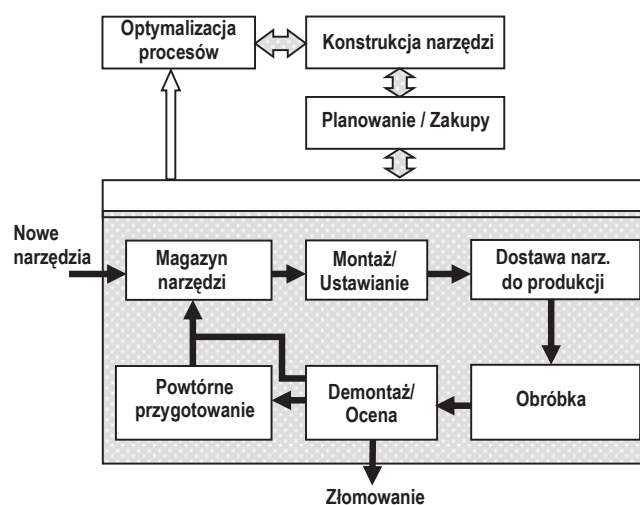 Optymalizacja
procesów
Konstrukcja narzędzi
Planowanie / Zakupy
Nowe
narzędzia
Magazyn
narzędzi
Montaż/
Ustawianie
Dostawa narz.
do produkcji
Powtórne
przygotowanie
Demontaż/
Ocena
Obróbka
Złomowanie